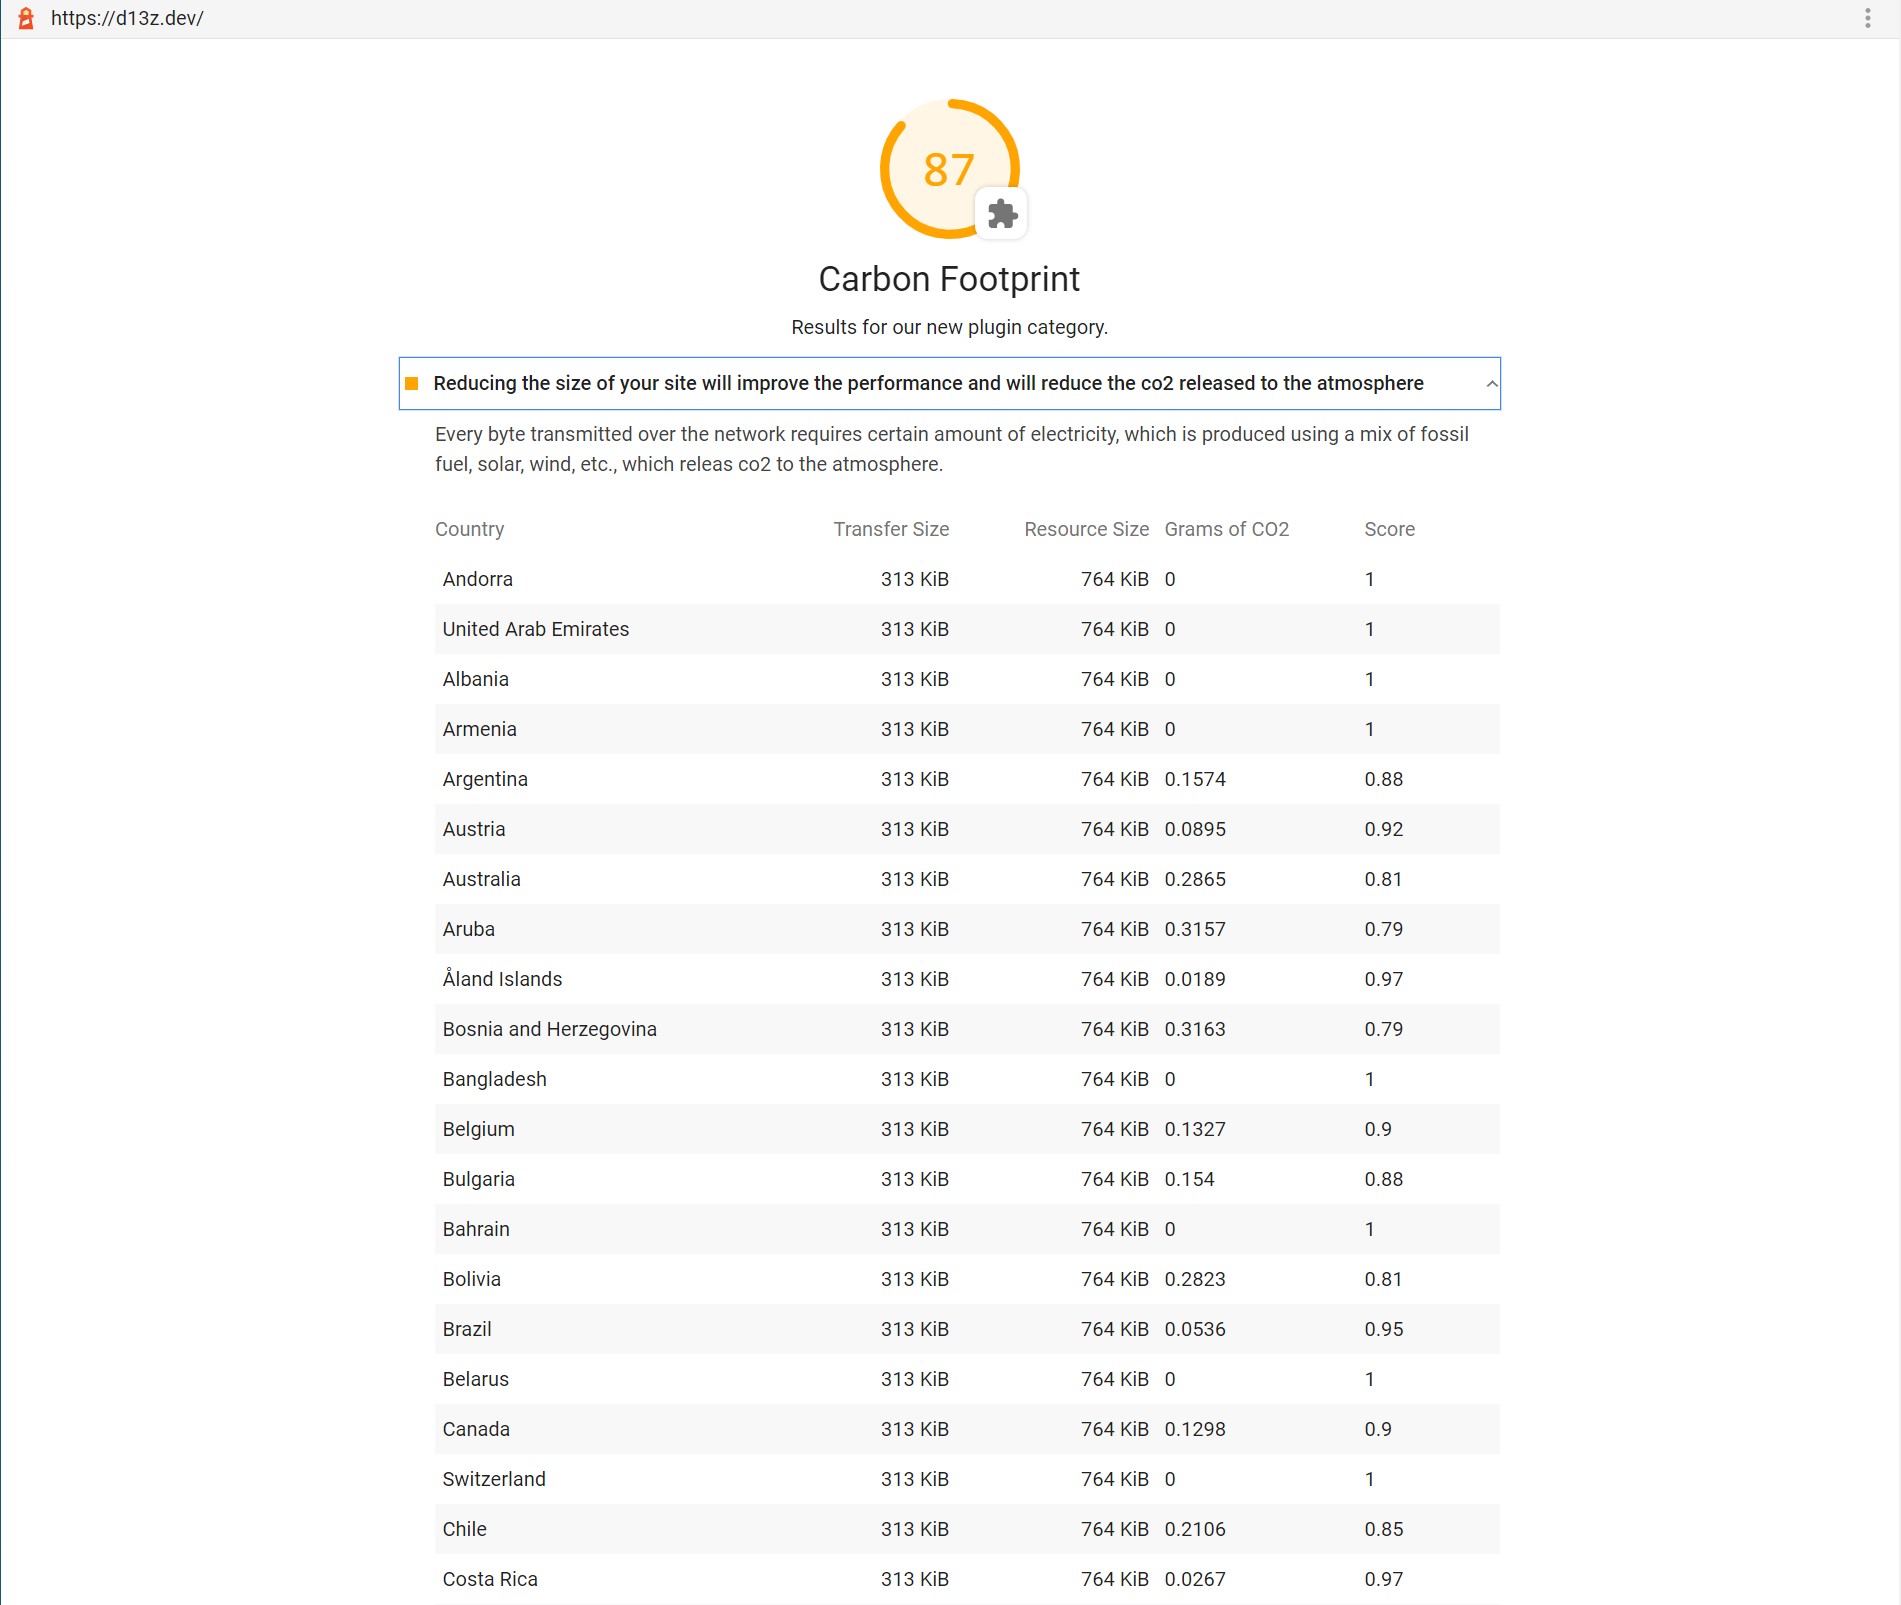 https://d13z.dev/
87
Carbon Footprint
Results for our new plugin category.
Reducing the size of your site will improve the performance and will reduce the co2 released to the atmosphere
Every byte transmitted over the network requires certain amount of electricity, which is produced using a mix of fossil
fuel, solar, wind, etc., which releas co2 to the atmosphere.
Country Transfer Size Resource Size Grams of CO2 Score
Andorra 313 KiB 764 KiB 0 1
United Arab Emirates 313 KiB 764 KiB 0 1
Albania 313 KiB 764 KiB 0 1
Armenia 313 KiB 764 KiB 0 1
Argentina 313 KiB 764 KiB 0.1574 0.88
Austria 313 KiB 764 KiB 0.0895 0.92
Australia 313 KiB 764 KiB 0.2865 0.81
Aruba 313 KiB 764 KiB 0.3157 0.79
Åland Islands 313 KiB 764 KiB 0.0189 0.97
Bosnia and Herzegovina 313 KiB 764 KiB 0.3163 0.79
Bangladesh 313 KiB 764 KiB 0 1
Belgium 313 KiB 764 KiB 0.1327 0.9
Bulgaria 313 KiB 764 KiB 0.154 0.88
Bahrain 313 KiB 764 KiB 0 1
Bolivia 313 KiB 764 KiB 0.2823 0.81
Brazil 313 KiB 764 KiB 0.0536 0.95
Belarus 313 KiB 764 KiB 0 1
Canada 313 KiB 764 KiB 0.1298 0.9
Switzerland 313 KiB 764 KiB 0 1
Chile 313 KiB 764 KiB 0.2106 0.85
Costa Rica 313 KiB 764 KiB 0.0267 0.97